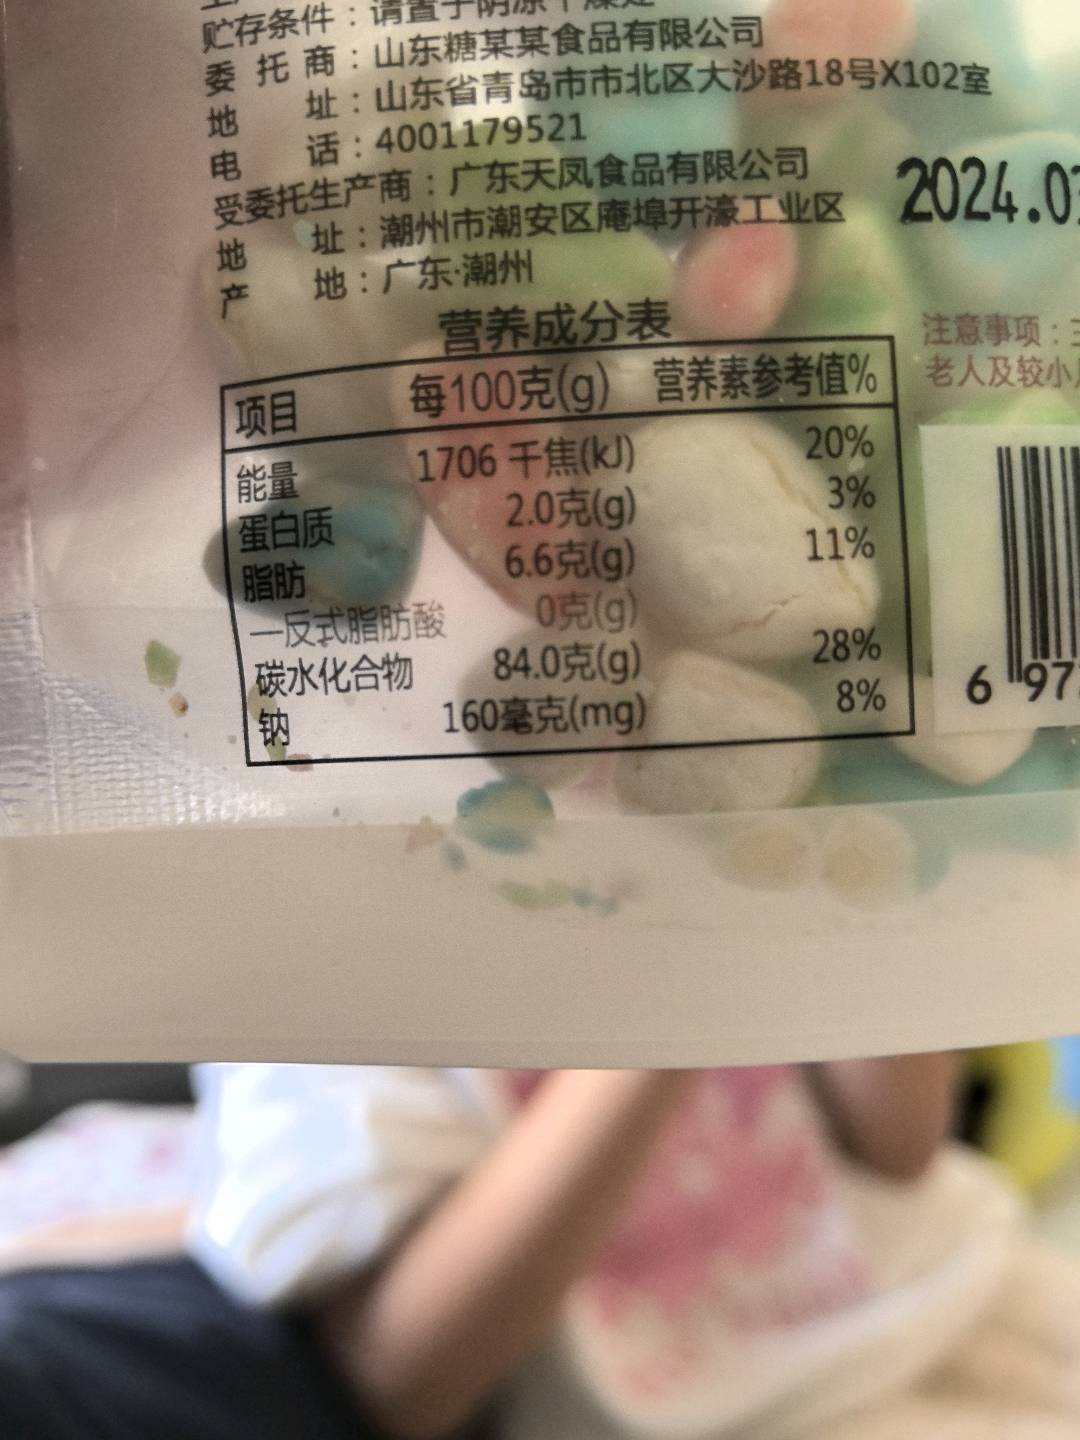 贮存条件：请置于阴凉干燥处
委托商：山东糖某某食品有限公司
地址：山东省青岛市市北区大沙路18号X102室
电话：4001179521
受委托生产商：广东天凤食品有限公司
地址：潮州市潮安区庵埠开濠工业区
产地：广东·潮州
2024.0
营养成分表
项目 每100克(g) 营养素参考值%
能量 1706 千焦(kJ) 20%
蛋白质 2.0克(g) 3%
脂肪 6.6克(g) 11%
—反式脂肪酸 0克(g)
碳水化合物 84.0克(g) 28%
钠 160毫克(mg) 8%
注意事项：
老人及较小
6 97